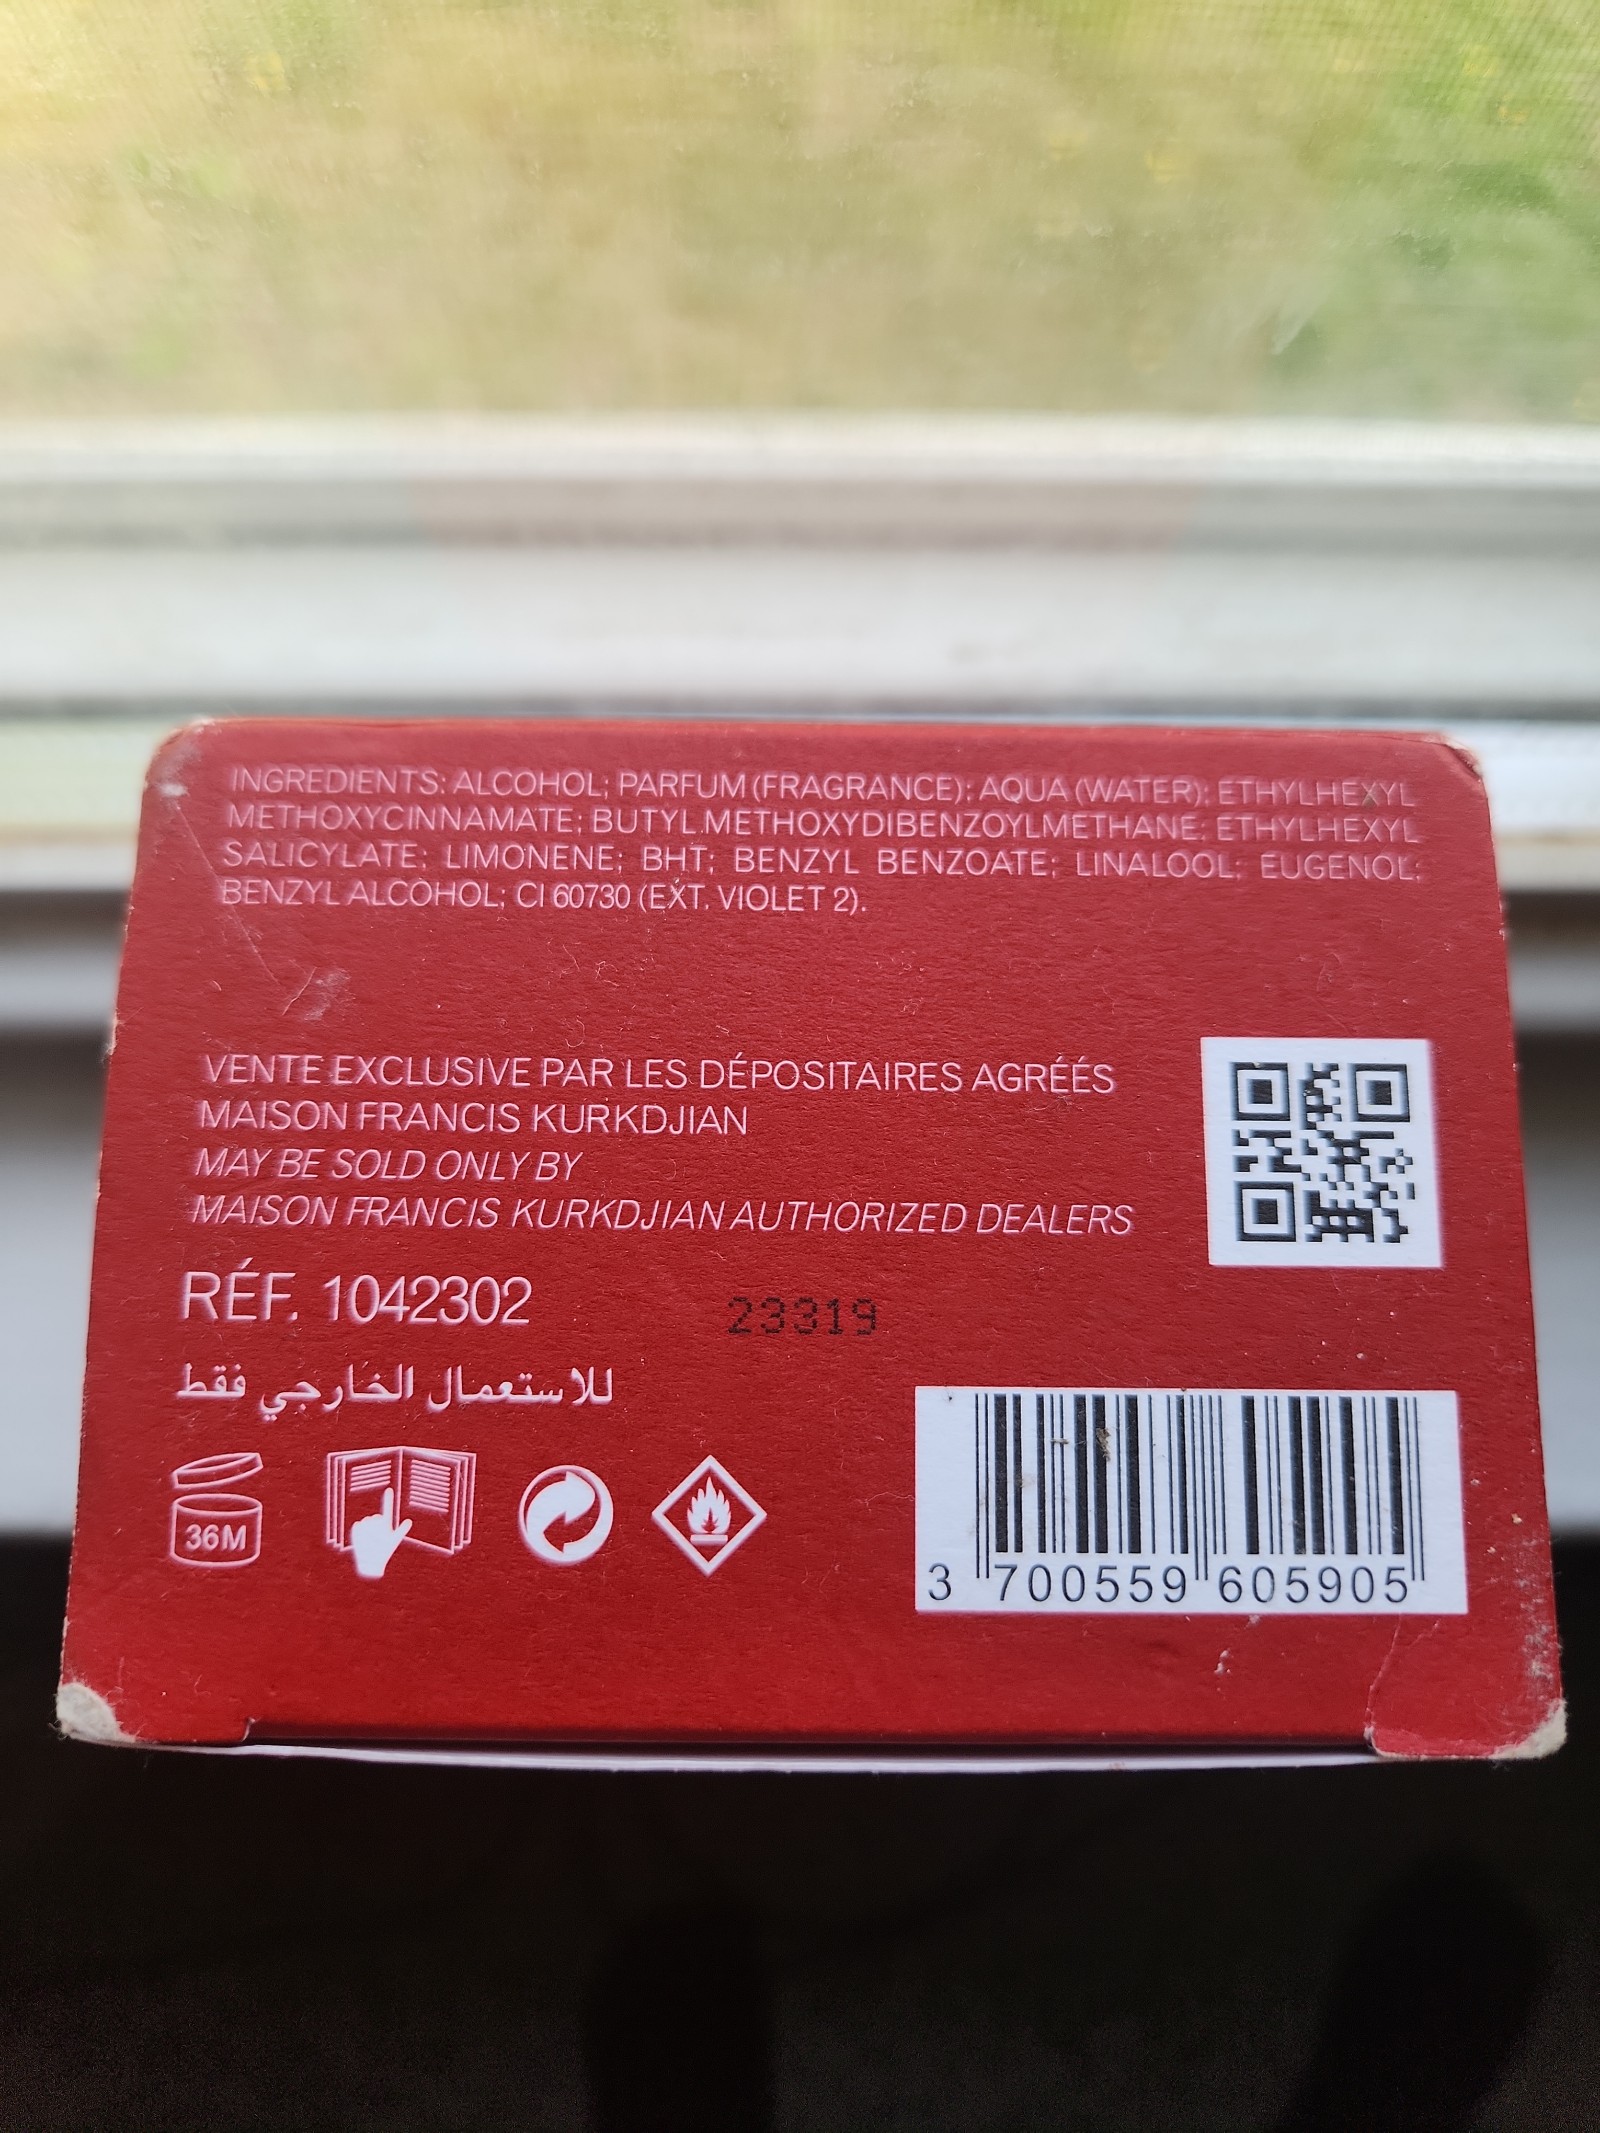 INGREDIENTS: ALCOHOL; PARFUM (FRAGRANCE); AQUA (WATER); ETHYLHEXYL
METHOXYCINNAMATE; BUTYL METHOXYDIBENZOYLMETHANE; ETHYLHEXYL
SALICYLATE; LIMONENE; BHT; BENZYL BENZOATE; LINALOOL; EUGENOL;
BENZYL ALCOHOL; CI 60730 (EXT. VIOLET 2).
VENTE EXCLUSIVE PAR LES DÉPOSITAIRES AGRÉÉS
MAISON FRANCIS KURKDJIAN
MAY BE SOLD ONLY BY
MAISON FRANCIS KURKDJIAN AUTHORIZED DEALERS
RÉF. 1042302
23319
للاستعمال الخارجي فقط
36M
3 700559 605905